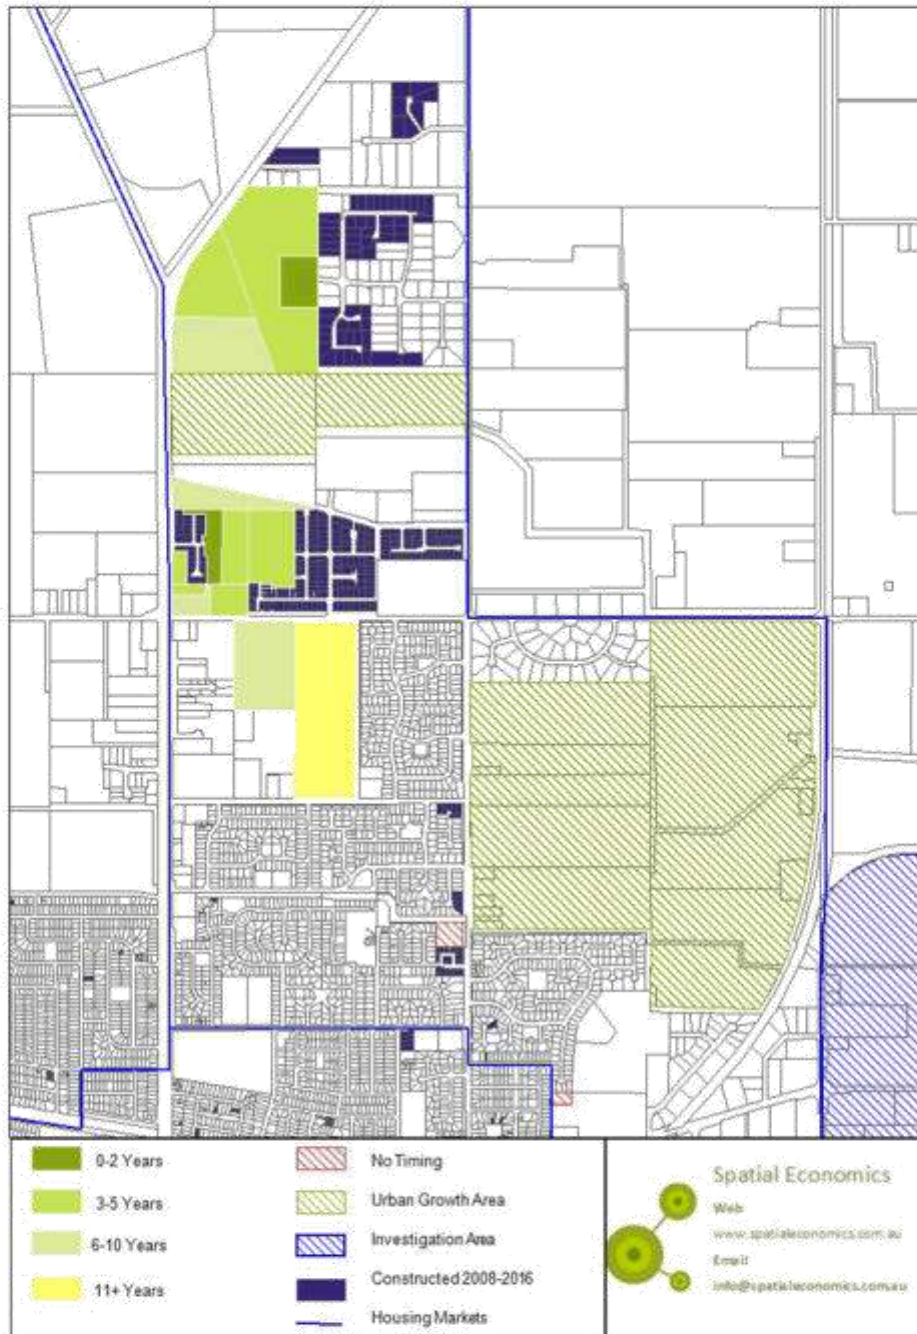 0-2 Years
3-5 Years
6-10 Years
11+ Years
No Timing
Urban Growth Area
Investigation Area
Constructed 2008-2016
Housing Markets
Spatial Economics
Web
www.spatialeconomics.com.au
Email
info@spatialeconomics.com.au